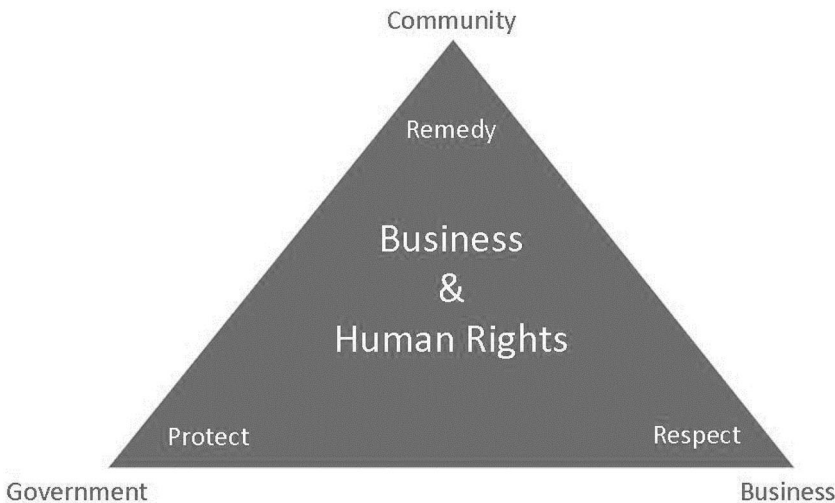 Community
Remedy
Business
&
Human Rights
Protect
Respect
Government
Business